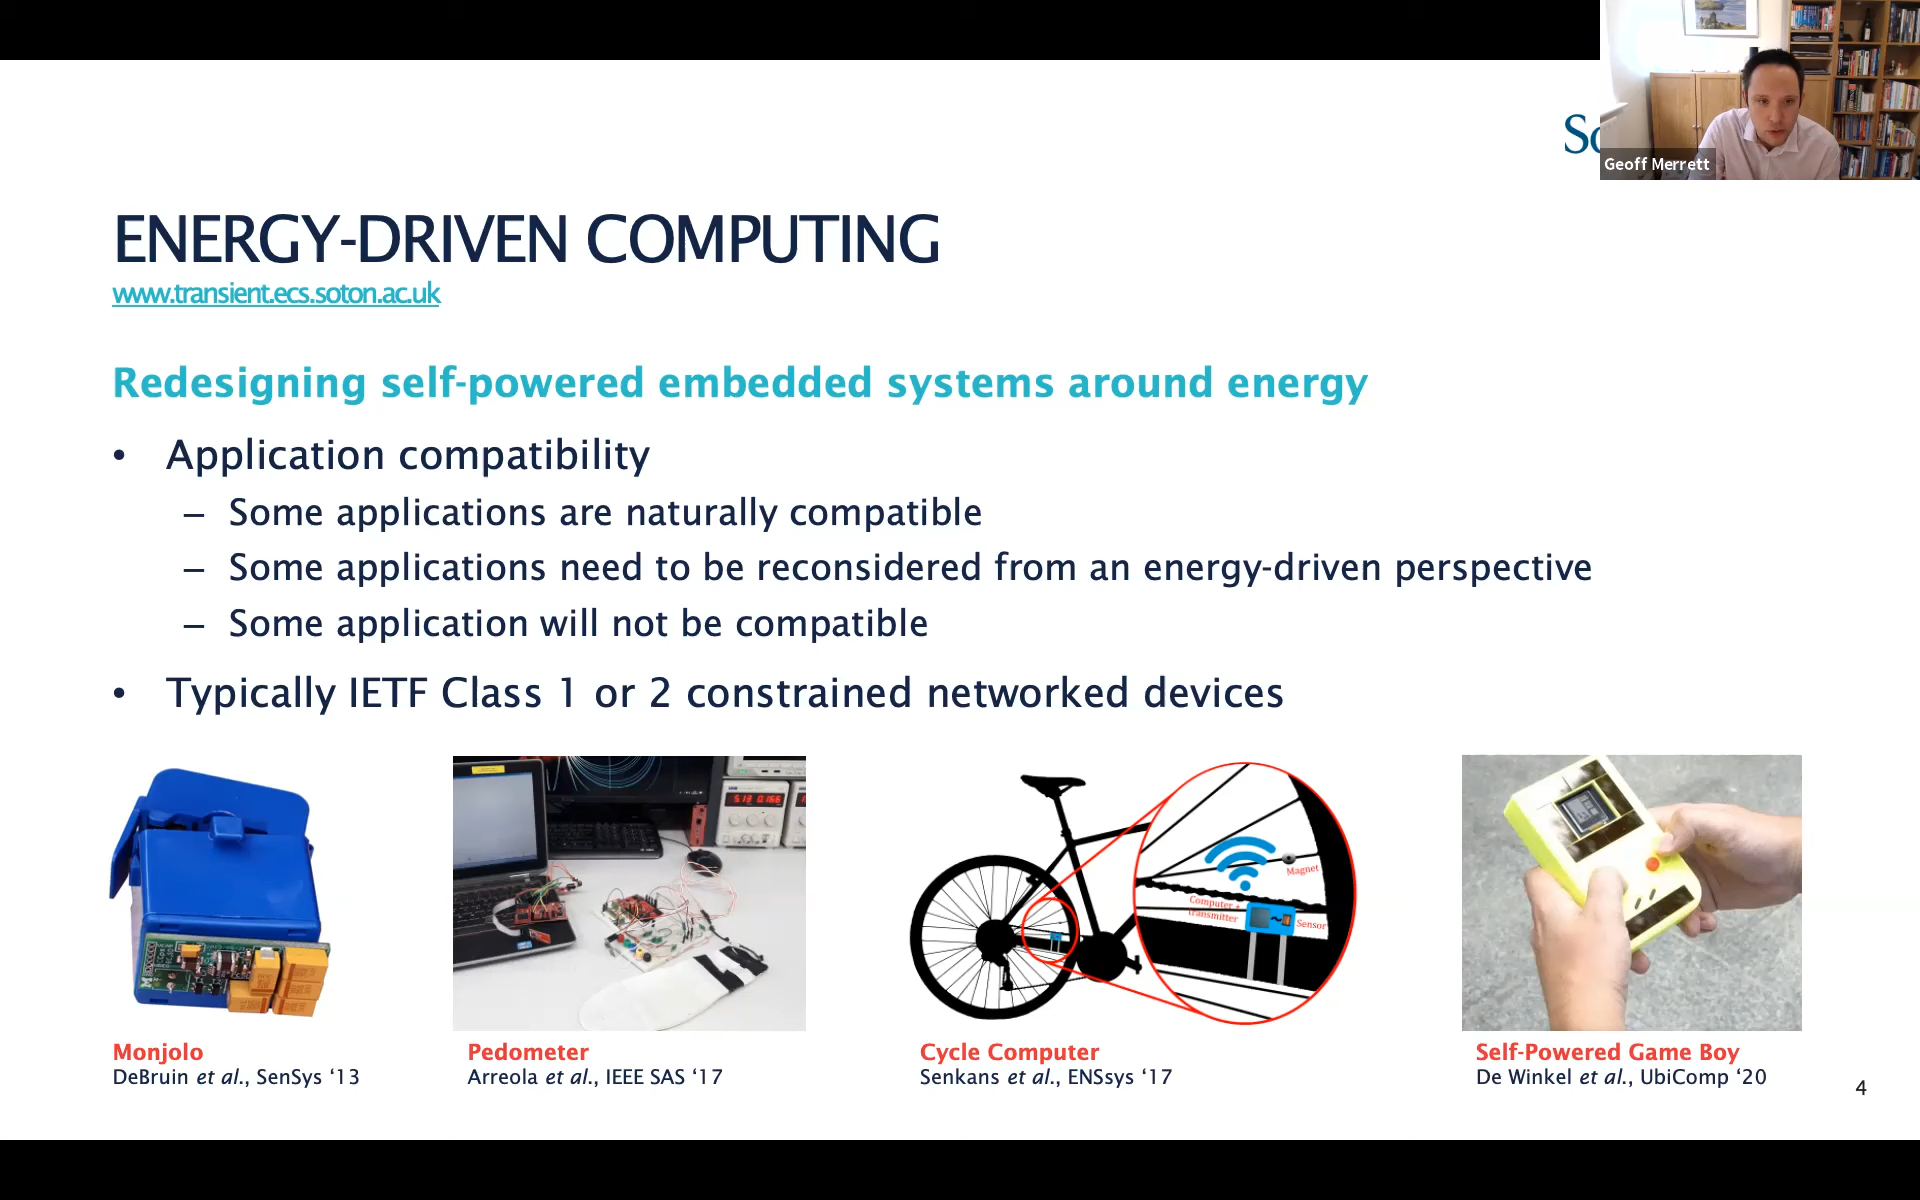 Geoff Merrett
ENERGY-DRIVEN COMPUTING
www.transient.ecs.soton.ac.uk
Redesigning self-powered embedded systems around energy
• Application compatibility
– Some applications are naturally compatible
– Some applications need to be reconsidered from an energy-driven perspective
– Some application will not be compatible
• Typically IETF Class 1 or 2 constrained networked devices
Magnet
Computer +
transmitter
Sensor
Monjolo
DeBruin et al., SenSys ‘13
Pedometer
Arreola et al., IEEE SAS ‘17
Cycle Computer
Senkans et al., ENSsys ‘17
Self-Powered Game Boy
De Winkel et al., UbiComp ‘20
4